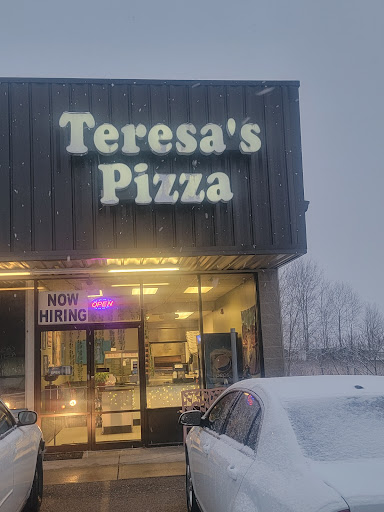 Teresa's
Pizza
NOW
HIRING
OPEN